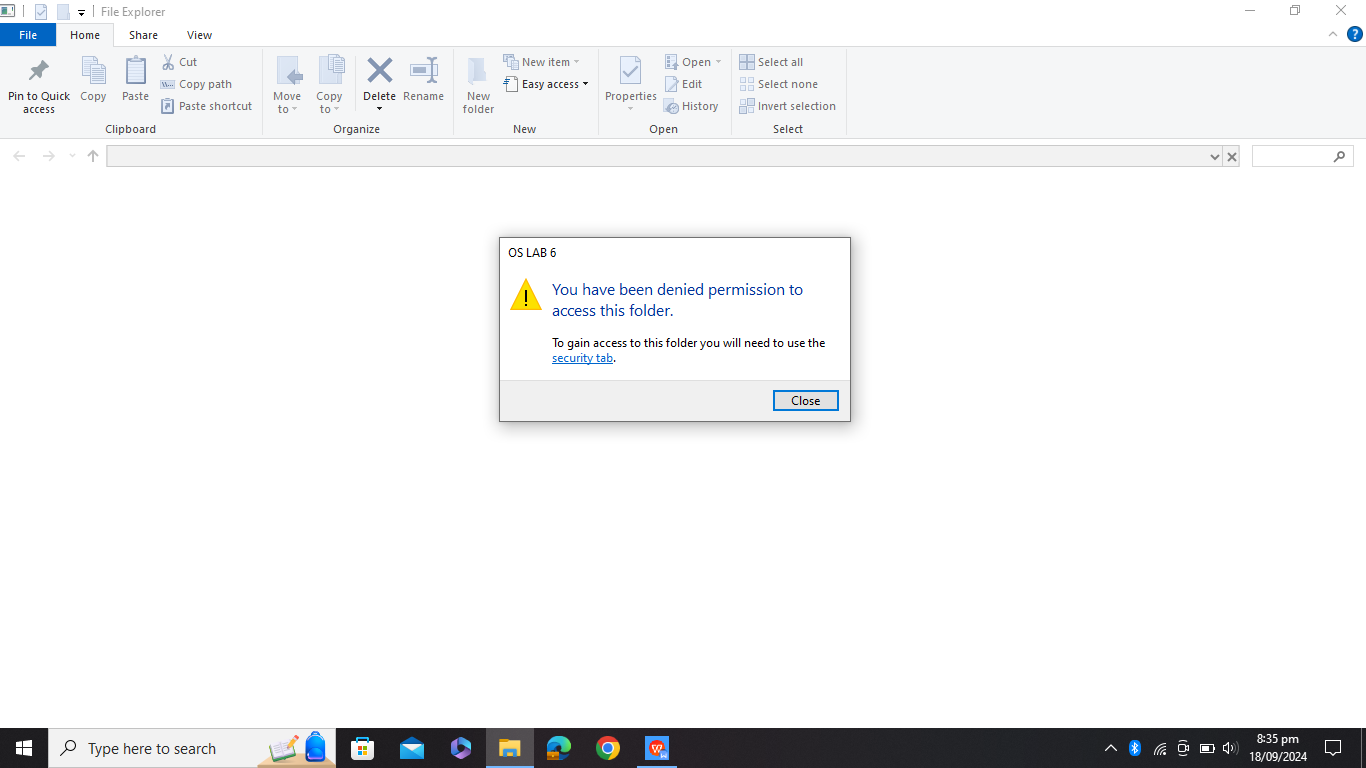 File Explorer
File Home Share View
Pin to Quick access
Copy
Paste
Cut
Copy path
Paste shortcut
Clipboard
Move to
Copy to
Delete
Rename
Organize
New folder
New item
Easy access
New
Properties
Open
Edit
History
Open
Select all
Select none
Invert selection
Select
OS LAB 6
You have been denied permission to
access this folder.
To gain access to this folder you will need to use the
security tab.
Close
Type here to search
8:35 pm
18/09/2024